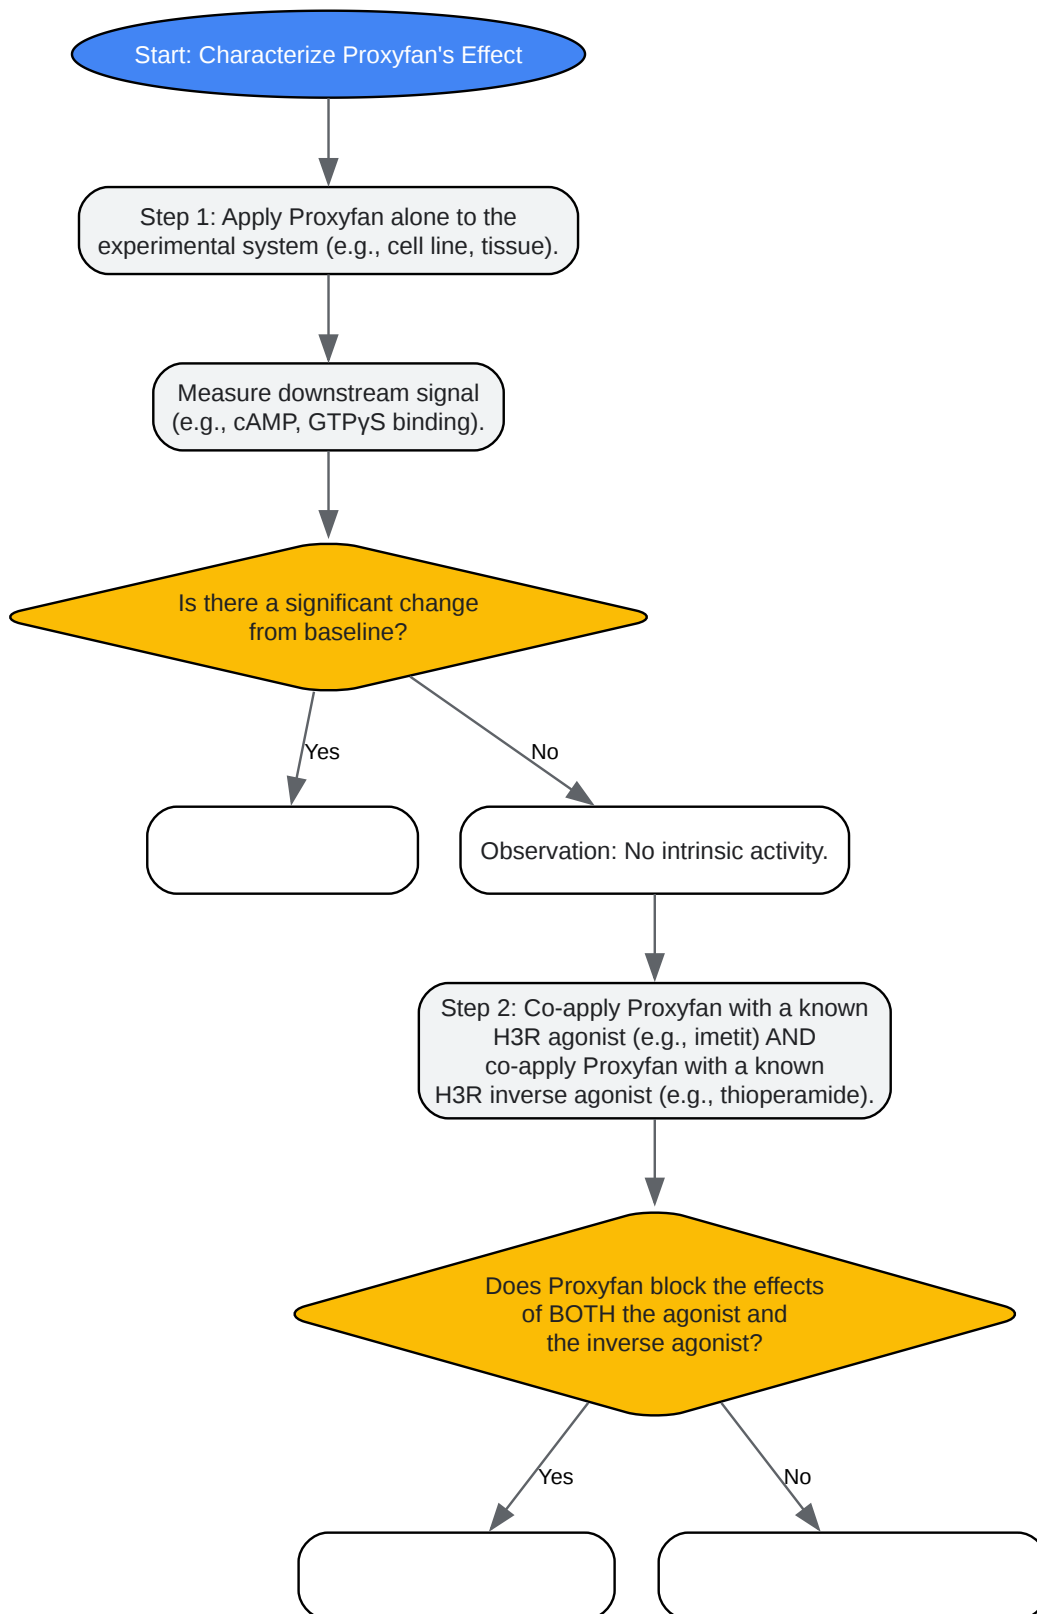 Start: Characterize Proxyfan's Effect
Step 1: Apply Proxyfan alone to the
experimental system (e.g., cell line, tissue).
Measure downstream signal
(e.g., cAMP, GTPγS binding).
Is there a significant change
from baseline?
Yes
No
Observation: No intrinsic activity.
Step 2: Co-apply Proxyfan with a known
H3R agonist (e.g., imetit) AND
co-apply Proxyfan with a known
H3R inverse agonist (e.g., thioperamide).
Does Proxyfan block the effects
of BOTH the agonist and
the inverse agonist?
Yes
No